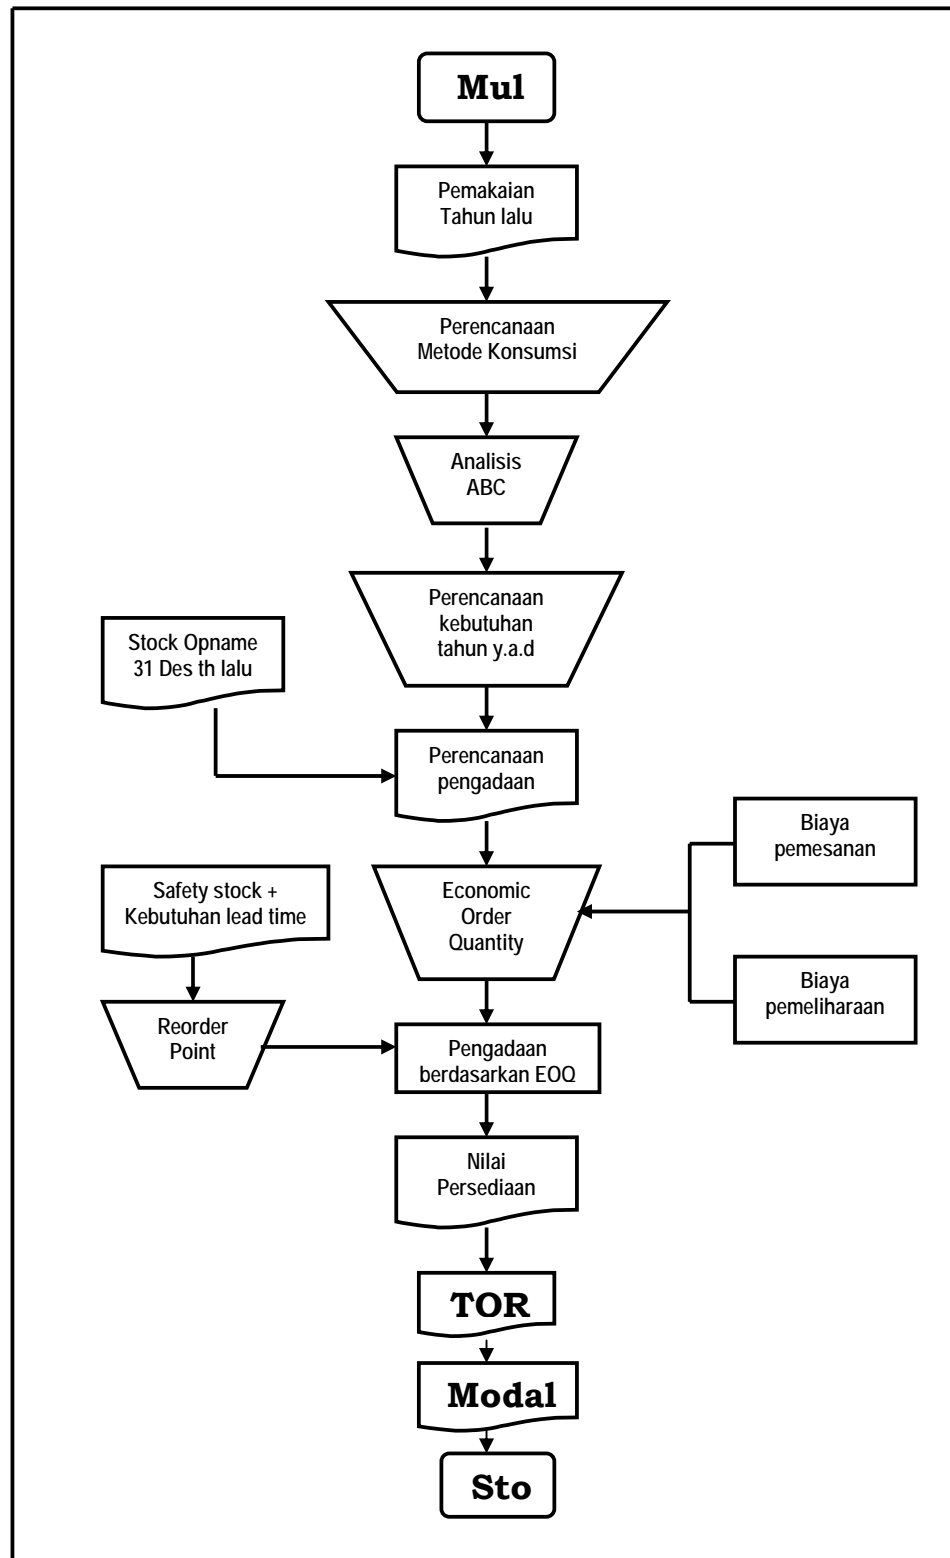 Mul
Pemakaian
Tahun lalu
Perencanaan
Metode Konsumsi
Analisis
ABC
Perencanaan
kebutuhan
tahun y.a.d
Stock Opname
31 Des th lalu
Perencanaan
pengadaan
Biaya
pemesanan
Safety stock +
Kebutuhan lead time
Economic
Order
Quantity
Biaya
pemeliharaan
Reorder
Point
Pengadaan
berdasarkan EOQ
Nilai
Persediaan
TOR
Modal
Sto